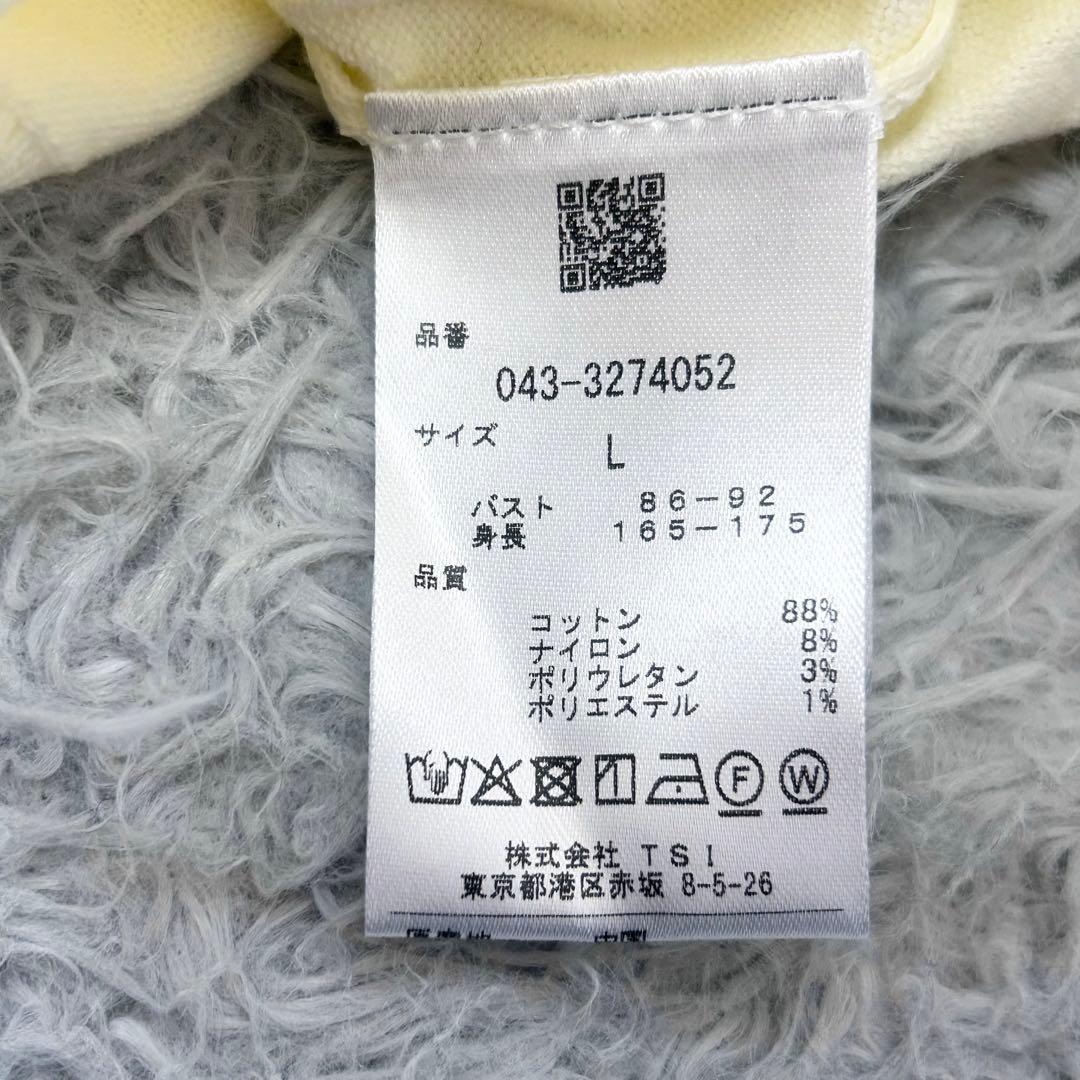 品番
043-3274052
サイズ
L
バスト 86-92
身長 165-175
品質
コットン 88%
ナイロン 8%
ポリウレタン 3%
ポリエステル 1%
F W
株式会社 TSI
東京都港区赤坂 8-5-26